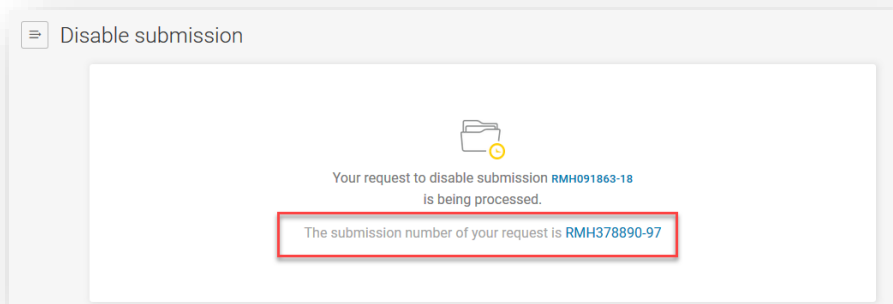 Disable submission
Your request to disable submission RMH091863-18
is being processed.
The submission number of your request is RMH378890-97